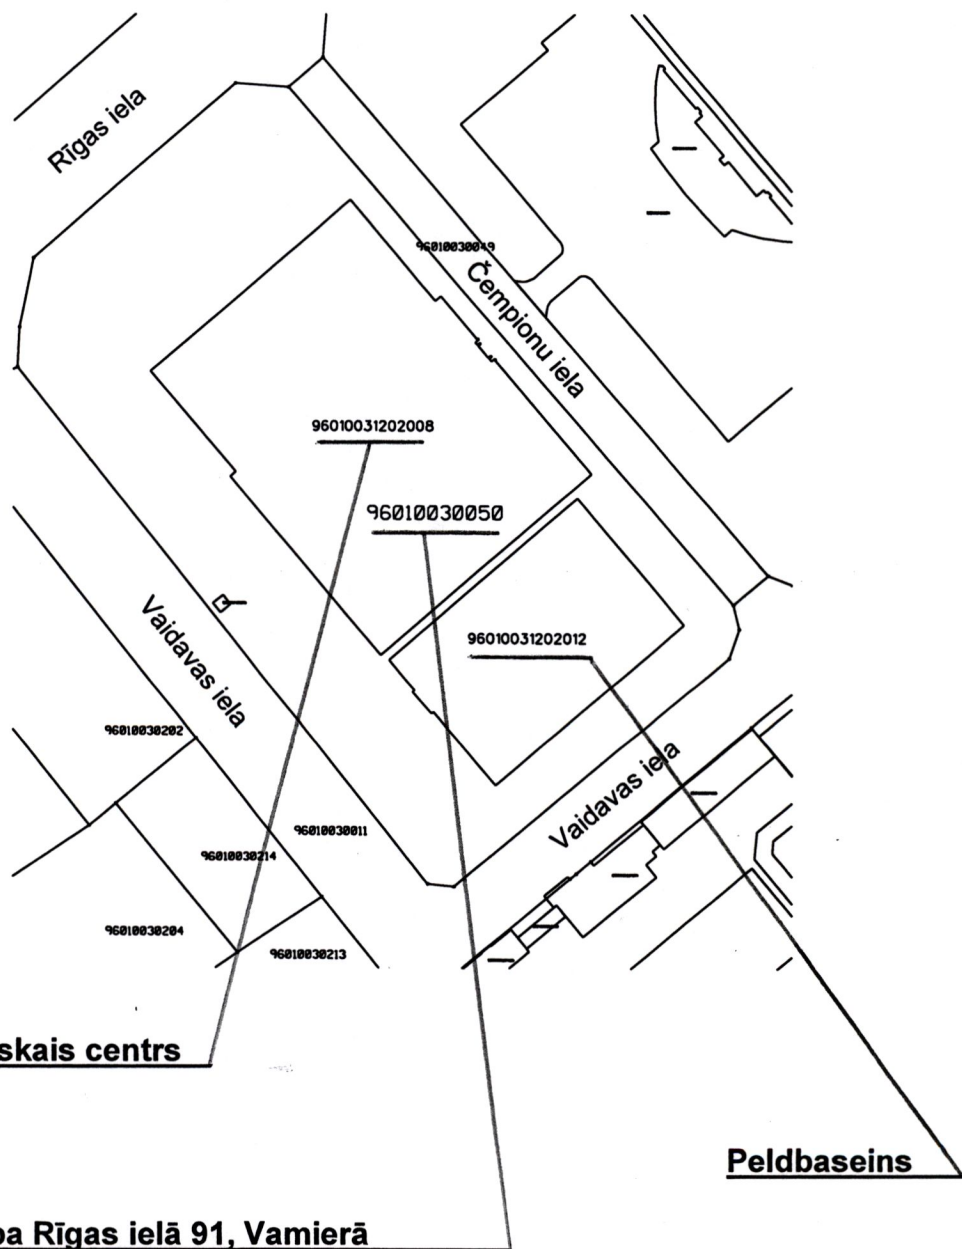 Rīgas iela
96010030049
Čempionu iela
96010031202008
96010030050
96010031202012
Vaidavas iela
96010030202
Vaidavas iela
96010030011
96010030214
96010030204
96010030213
skais centrs
Peldbaseins
ba Rīgas ielā 91, Vamierā